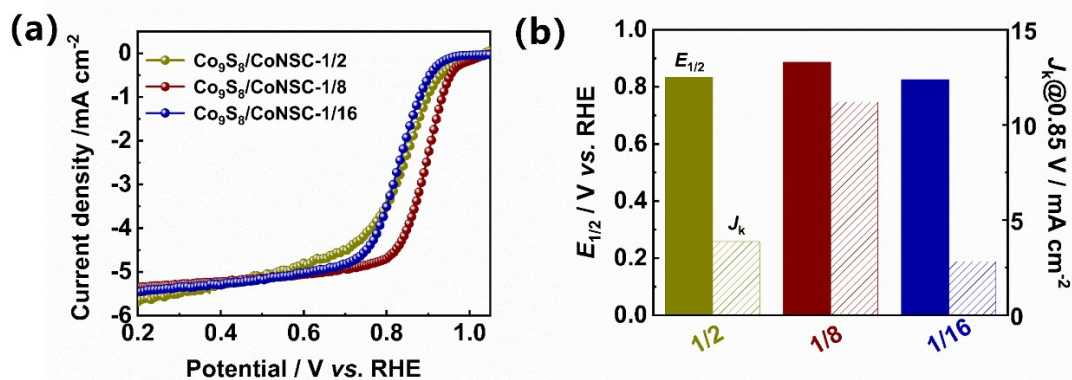 (a)
Co₉S₈/CoNSC-1/2
Co₉S₈/CoNSC-1/8
Co₉S₈/CoNSC-1/16
Current density /mA cm⁻²
0
-1
-2
-3
-4
-5
-6
0.2 0.4 0.6 0.8 1.0
Potential / V vs. RHE
(b)
E₁/₂ / V vs. RHE
1.0
0.8
0.6
0.4
0.2
0.0
E₁/₂
Jₖ
15
10
5
0
Jₖ@0.85 V / mA cm⁻²
1/2 1/8 1/16